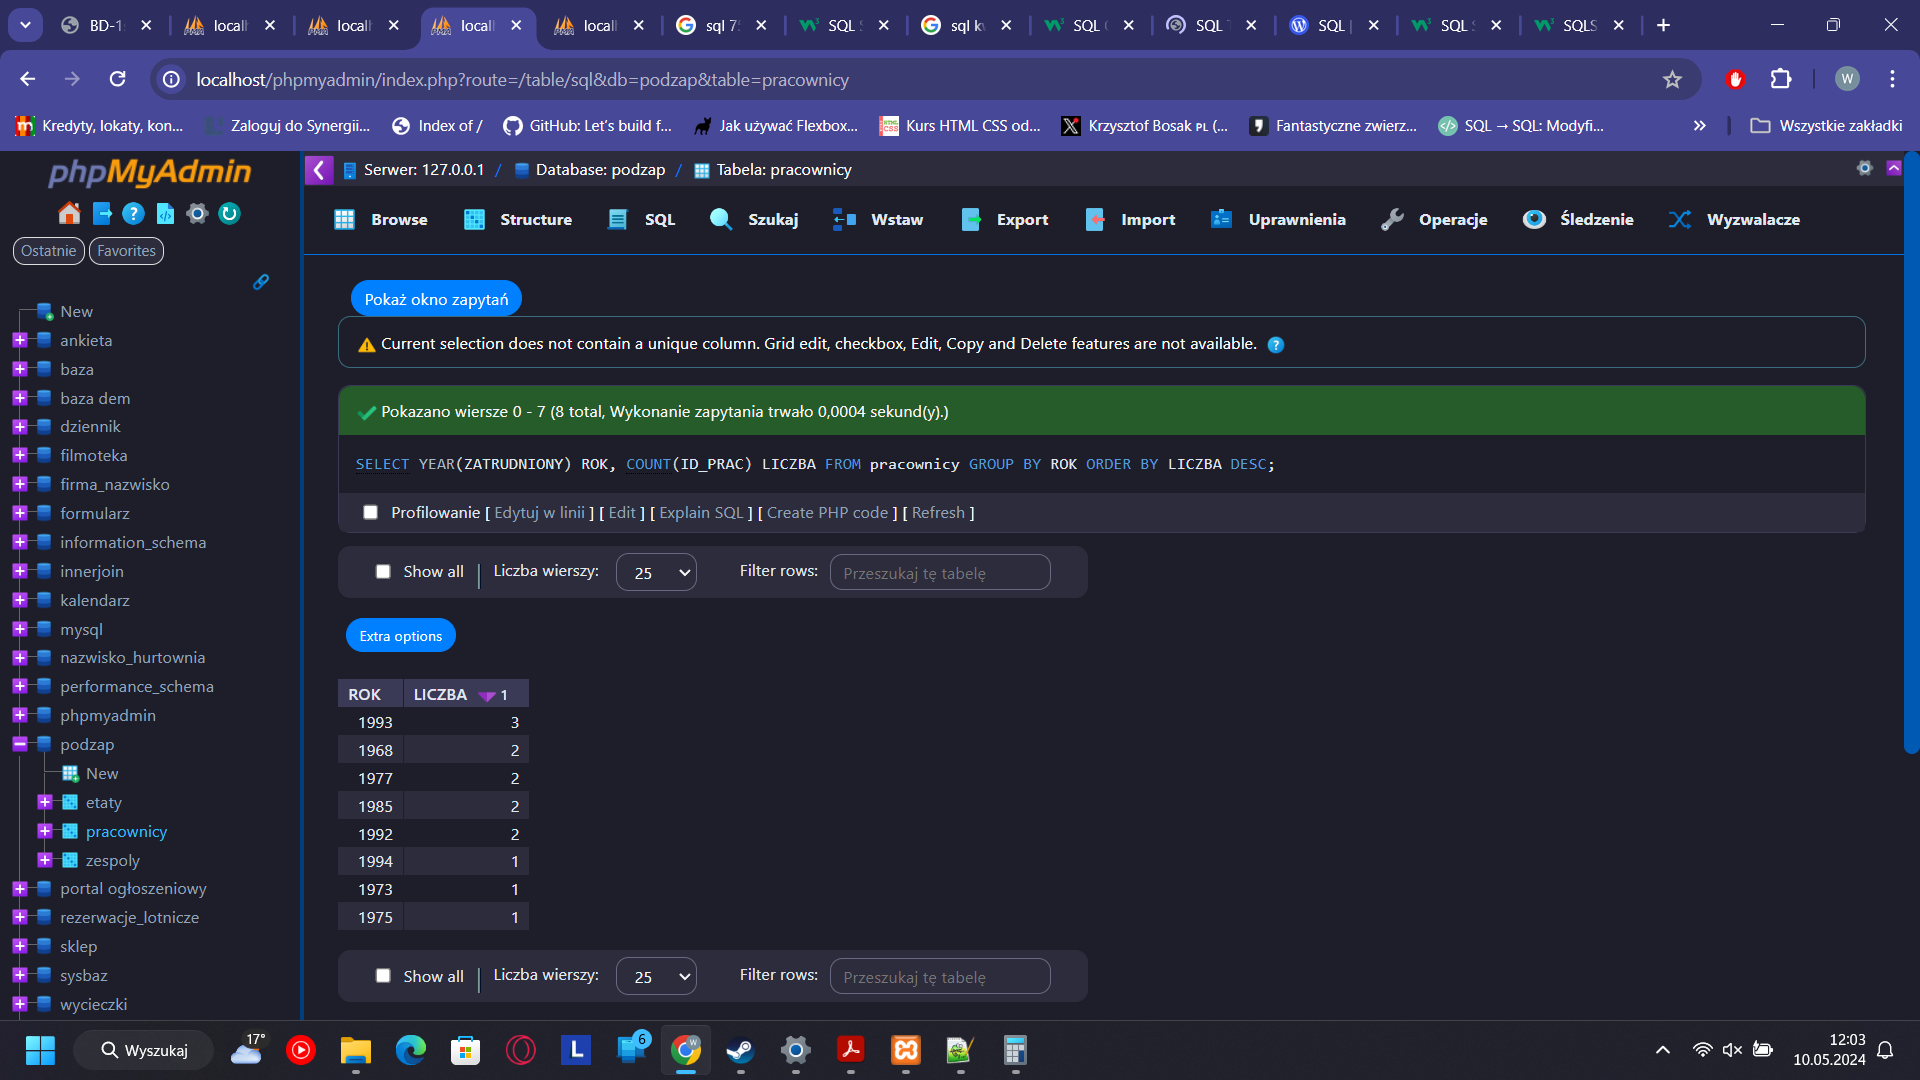 BD-1
local
local
local
local
sql 7
SQL
sql k
SQL
SQL
SQL
SQL
SQLS
localhost/phpmyadmin/index.php?route=/table/sql&db=podzap&table=pracownicy
W
Kredyty, lokaty, kon...
Zaloguj do Synergii...
Index of /
GitHub: Let's build f...
Jak używać Flexbox...
Kurs HTML CSS od...
Krzysztof Bosak PL (...
Fantastyczne zwierz...
SQL → SQL: Modyfi...
Wszystkie zakładki
phpMyAdmin
Ostatnie
Favorites
New
ankieta
baza
baza dem
dziennik
filmoteka
firma_nazwisko
formularz
information_schema
innerjoin
kalendarz
mysql
nazwisko_hurtownia
performance_schema
phpmyadmin
podzap
New
etaty
pracownicy
zespoly
portal ogłoszeniowy
rezerwacje_lotnicze
sklep
sysbaz
wycieczki
Serwer: 127.0.0.1 / Database: podzap / Tabela: pracownicy
Browse
Structure
SQL
Szukaj
Wstaw
Export
Import
Uprawnienia
Operacje
Śledzenie
Wyzwalacze
Pokaż okno zapytań
Current selection does not contain a unique column. Grid edit, checkbox, Edit, Copy and Delete features are not available.
Pokazano wiersze 0 - 7 (8 total, Wykonanie zapytania trwało 0,0004 sekund(y).)
SELECT YEAR(ZATRUDNIONY) ROK, COUNT(ID_PRAC) LICZBA FROM pracownicy GROUP BY ROK ORDER BY LICZBA DESC;
Profilowanie [ Edytuj w linii ] [ Edit ] [ Explain SQL ] [ Create PHP code ] [ Refresh ]
Show all | Liczba wierszy: 25 Filter rows: Przeszukaj tę tabelę
Extra options
ROK LICZBA 1
1993 3
1968 2
1977 2
1985 2
1992 2
1994 1
1973 1
1975 1
Show all | Liczba wierszy: 25 Filter rows: Przeszukaj tę tabelę
Wyszukaj
17°
L
6
W
12:03
10.05.2024